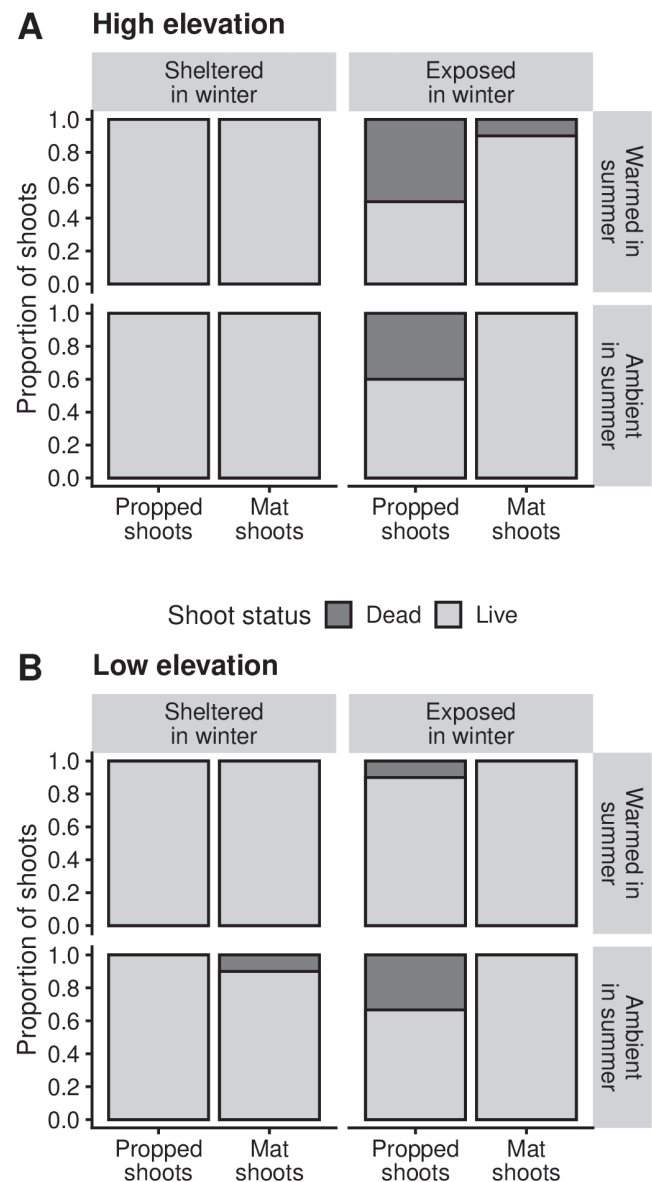 A High elevation
Sheltered
in winter
Exposed
in winter
Proportion of shoots
1.0
0.8
0.6
0.4
0.2
0.0
Warmed in
summer
1.0
0.8
0.6
0.4
0.2
0.0
Ambient
in summer
Propped
shoots
Mat
shoots
Propped
shoots
Mat
shoots
Shoot status Dead Live
B Low elevation
Sheltered
in winter
Exposed
in winter
Proportion of shoots
1.0
0.8
0.6
0.4
0.2
0.0
Warmed in
summer
1.0
0.8
0.6
0.4
0.2
0.0
Ambient
in summer
Propped
shoots
Mat
shoots
Propped
shoots
Mat
shoots